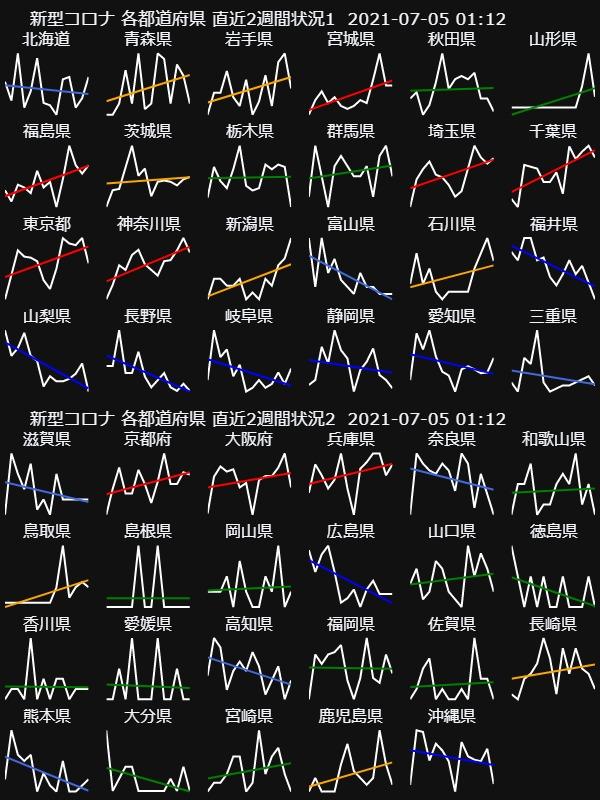 新型コロナ 各都道府県 直近2週間状況1 2021-07-05 01:12
北海道 青森県 岩手県 宮城県 秋田県 山形県
福島県 茨城県 栃木県 群馬県 埼玉県 千葉県
東京都 神奈川県 新潟県 富山県 石川県 福井県
山梨県 長野県 岐阜県 静岡県 愛知県 三重県
新型コロナ 各都道府県 直近2週間状況2 2021-07-05 01:12
滋賀県 京都府 大阪府 兵庫県 奈良県 和歌山県
鳥取県 島根県 岡山県 広島県 山口県 徳島県
香川県 愛媛県 高知県 福岡県 佐賀県 長崎県
熊本県 大分県 宮崎県 鹿児島県 沖縄県